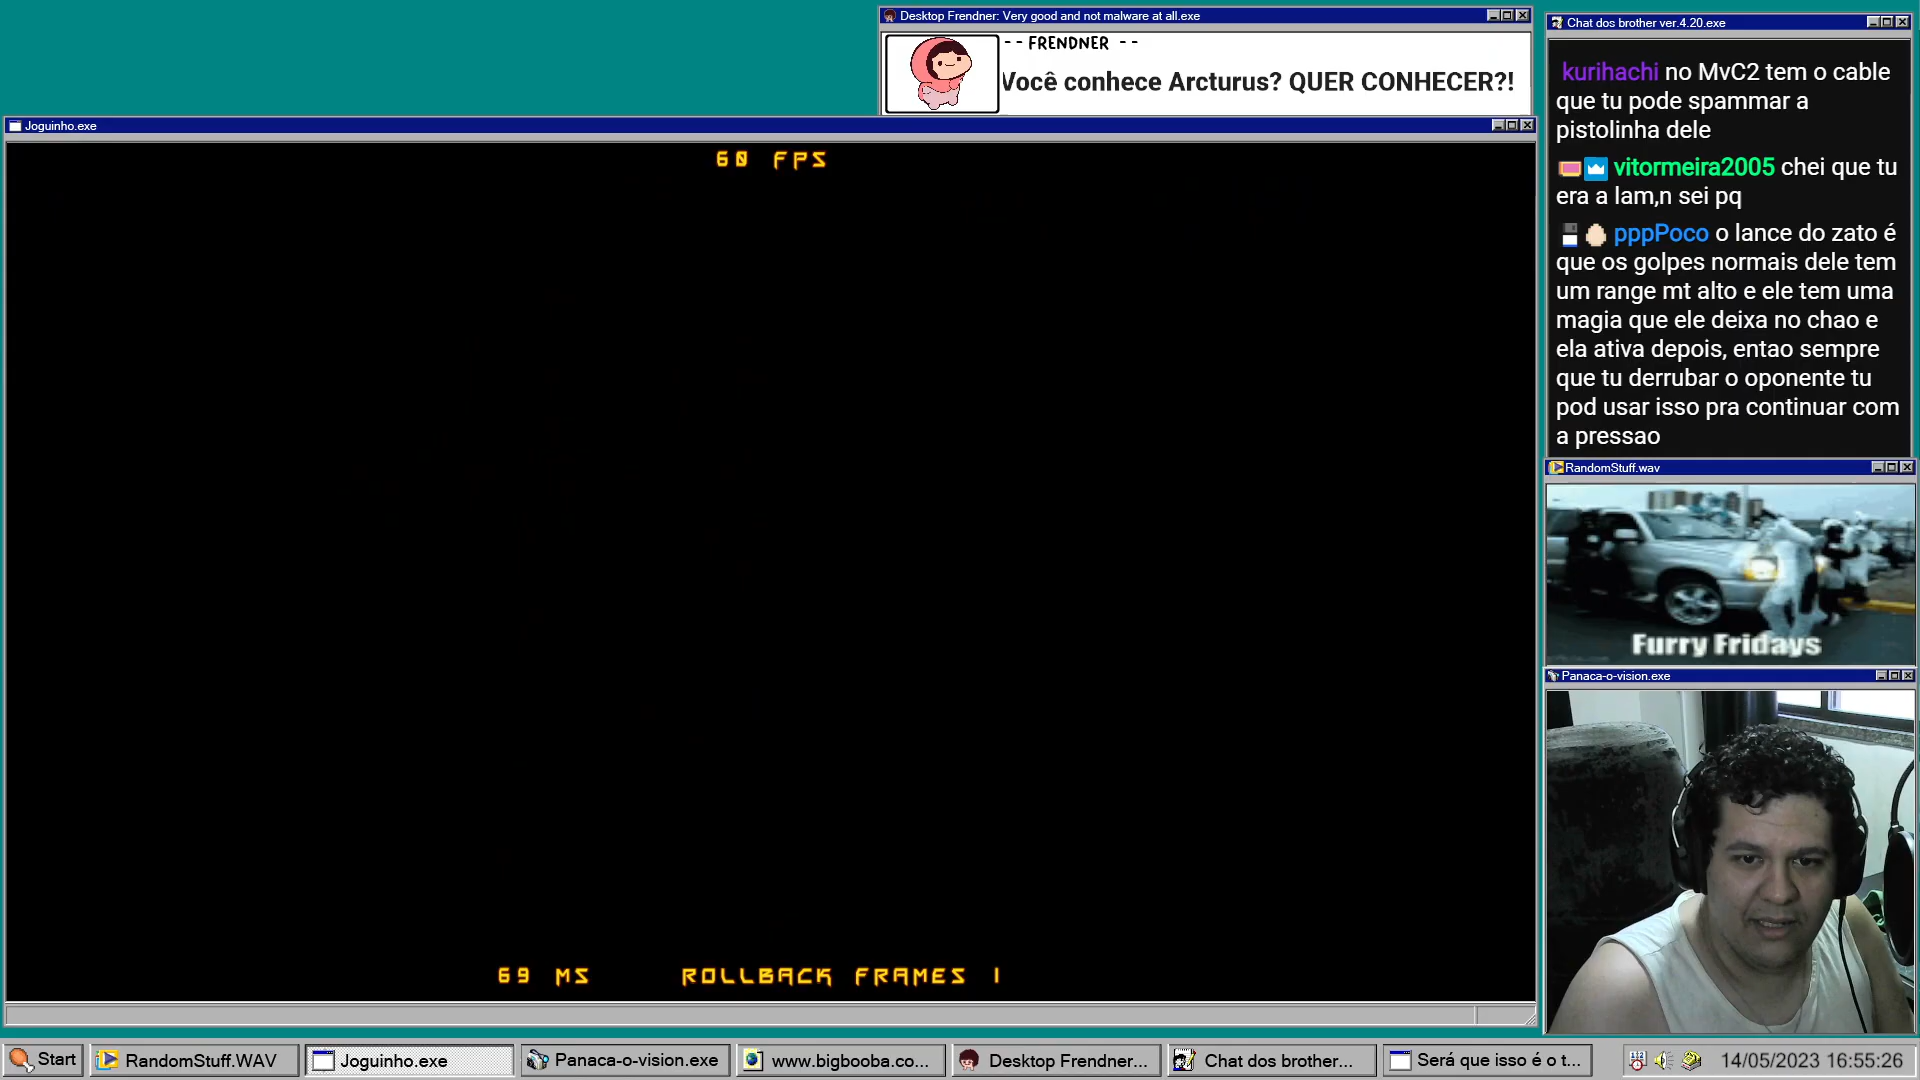 Desktop Frendner: Very good and not malware at all.exe
-- FRENDNER --
Você conhece Arcturus? QUER CONHECER?!
Joguinho.exe
60 FPS
69 MS ROLLBACK FRAMES 1
Chat dos brother ver.4.20.exe
kurihachi no MvC2 tem o cable
que tu pode spammar a
pistolinha dele
vitormeira2005 chei que tu
era a lam,n sei pq
pppPoco o lance do zato é
que os golpes normais dele tem
um range mt alto e ele tem uma
magia que ele deixa no chao e
ela ativa depois, entao sempre
que tu derrubar o oponente tu
pod usar isso pra continuar com
a pressao
RandomStuff.wav
Furry Fridays
Panaca-o-vision.exe
Start RandomStuff.WAV Joguinho.exe Panaca-o-vision.exe www.bigbooba.co... Desktop Frendner... Chat dos brother... Será que isso é o t... 14/05/2023 16:55:26